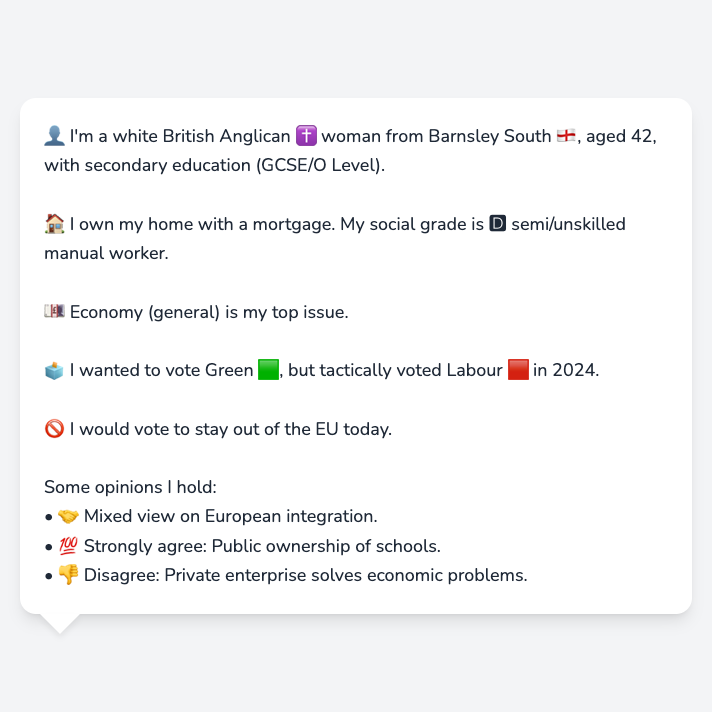 👤 I'm a white British Anglican ✝️ woman from Barnsley South 🏴󠁧󠁢󠁥󠁮󠁧󠁿, aged 42,
with secondary education (GCSE/O Level).
🏠 I own my home with a mortgage. My social grade is 🅳 semi/unskilled
manual worker.
💷 Economy (general) is my top issue.
🗳️ I wanted to vote Green 🟩, but tactically voted Labour 🟥 in 2024.
🚫 I would vote to stay out of the EU today.
Some opinions I hold:
• 🤝 Mixed view on European integration.
• 💯 Strongly agree: Public ownership of schools.
• 👎 Disagree: Private enterprise solves economic problems.